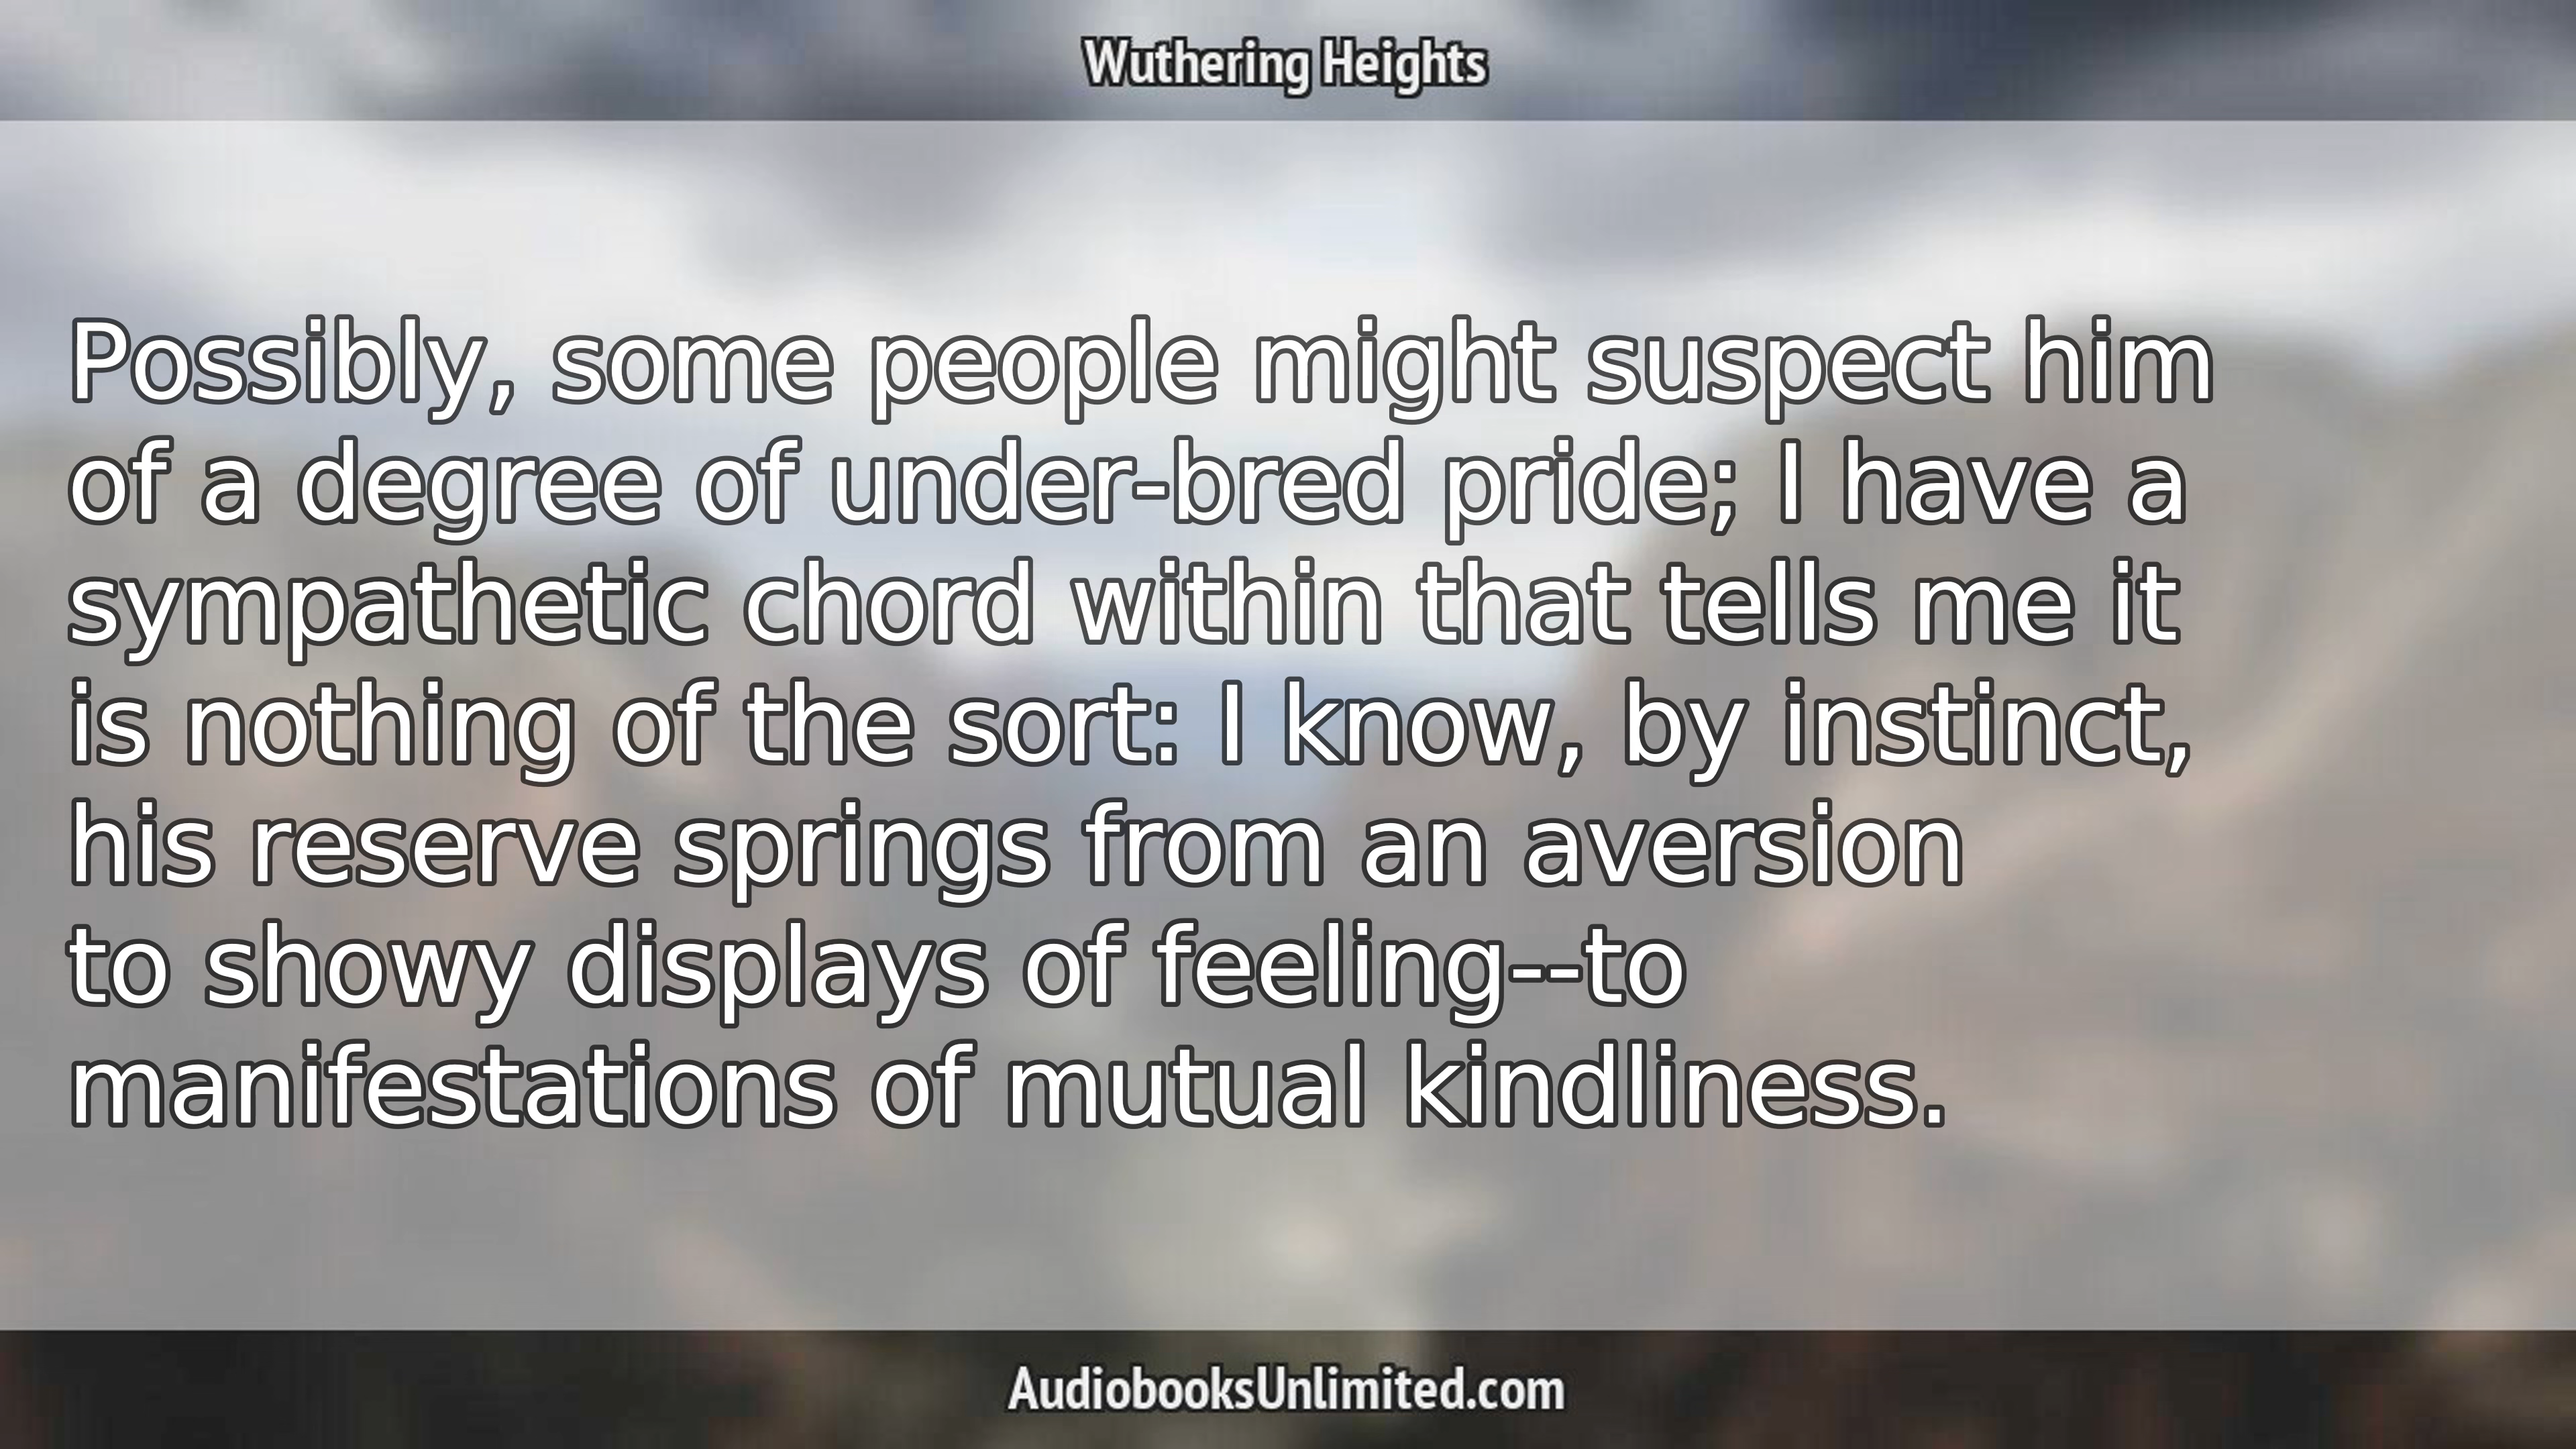 Wuthering Heights
Possibly, some people might suspect him
of a degree of under-bred pride; I have a
sympathetic chord within that tells me it
is nothing of the sort: I know, by instinct,
his reserve springs from an aversion
to showy displays of feeling--to
manifestations of mutual kindliness.
AudiobooksUnlimited.com